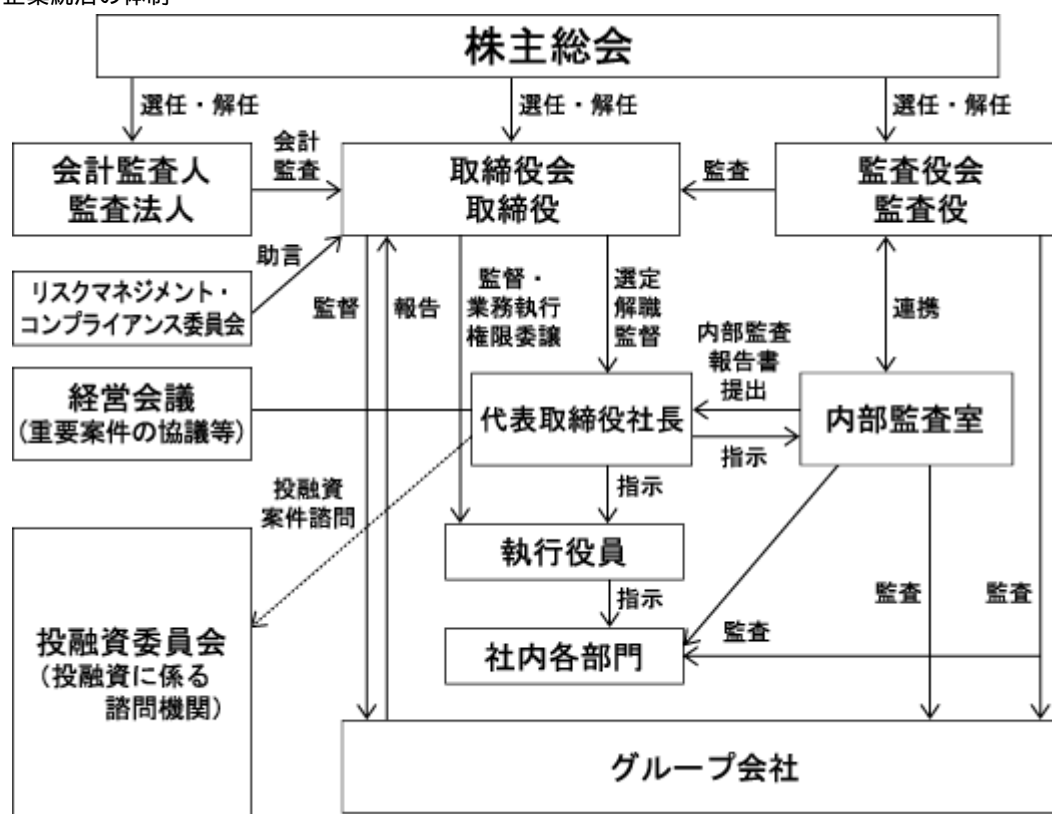 株主総会
選任・解任
選任・解任
選任・解任
会計監査人
監査法人
会計
監査
取締役会
取締役
監査
監査役会
監査役
リスクマネジメント・
コンプライアンス委員会
助言
監督
報告
監督・
業務執行
権限委譲
選定
解職
監督
連携
内部監査
報告書
提出
経営会議
(重要案件の協議等)
代表取締役社長
内部監査室
指示
投融資
案件諮問
指示
執行役員
指示
監査
監査
監査
社内各部門
投融資委員会
(投融資に係る
諮問機関)
グループ会社